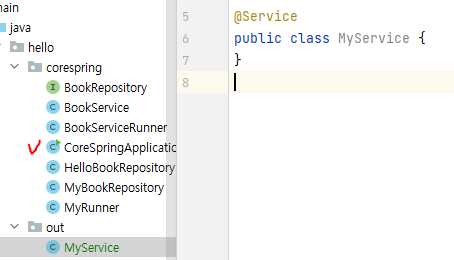 main
java
hello
corespring
BookRepository
BookService
BookServiceRunner
CoreSpringApplicatio
HelloBookRepository
MyBookRepository
MyRunner
out
MyService
5 @Service
6 public class MyService {
7 }
8